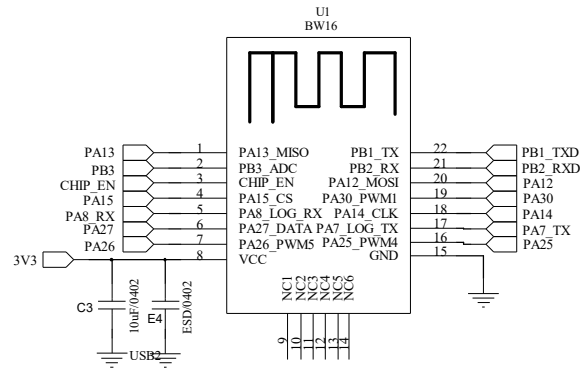 U1
BW16
PA13 1 PA13_MISO PB1_TX 22 PB1_TXD
PB3 2 PB3_ADC PB2_RX 21 PB2_RXD
CHIP_EN 3 CHIP_EN PA12_MOSI 20 PA12
PA15 4 PA15_CS PA30_PWM1 19 PA30
PA8_RX 5 PA8_LOG_RX PA14_CLK 18 PA14
PA27 6 PA27_DATA PA7_LOG_TX 17 PA7_TX
PA26 7 PA26_PWM5 PA25_PWM4 16 PA25
3V3 8 VCC GND 15
NC1 NC2 NC3 NC4 NC5 NC6
9 10 11 12 13 14
C3 10uF/0402 E4 ESD/0402
USB2